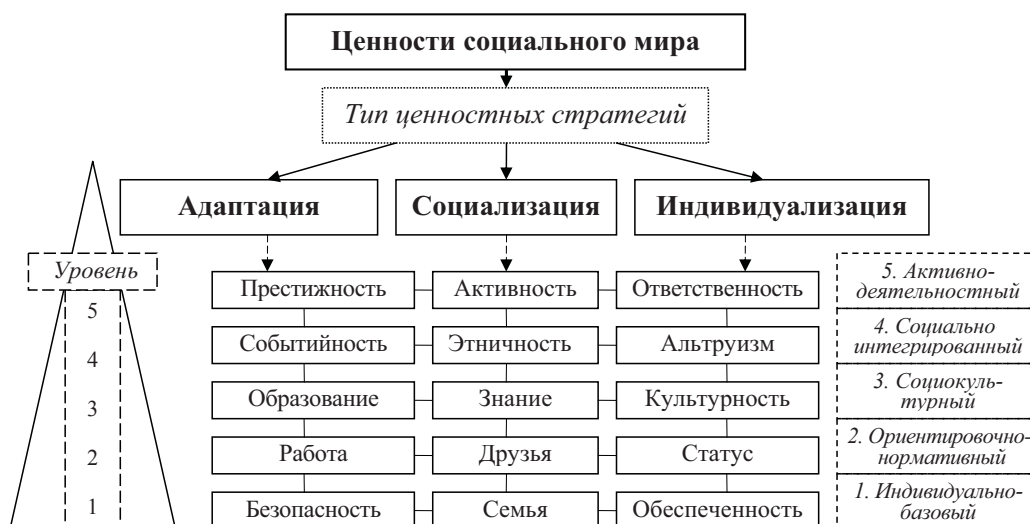 Ценности социального мира
Тип ценностных стратегий
Адаптация
Социализация
Индивидуализация
Уровень
5
4
3
2
1
Престижность
Активность
Ответственность
Событийность
Этничность
Альтруизм
Образование
Знание
Культурность
Работа
Друзья
Статус
Безопасность
Семья
Обеспеченность
5. Активно-
деятельностный
4. Социально
интегрированный
3. Социокуль-
турный
2. Ориентировочно-
нормативный
1. Индивидуально-
базовый